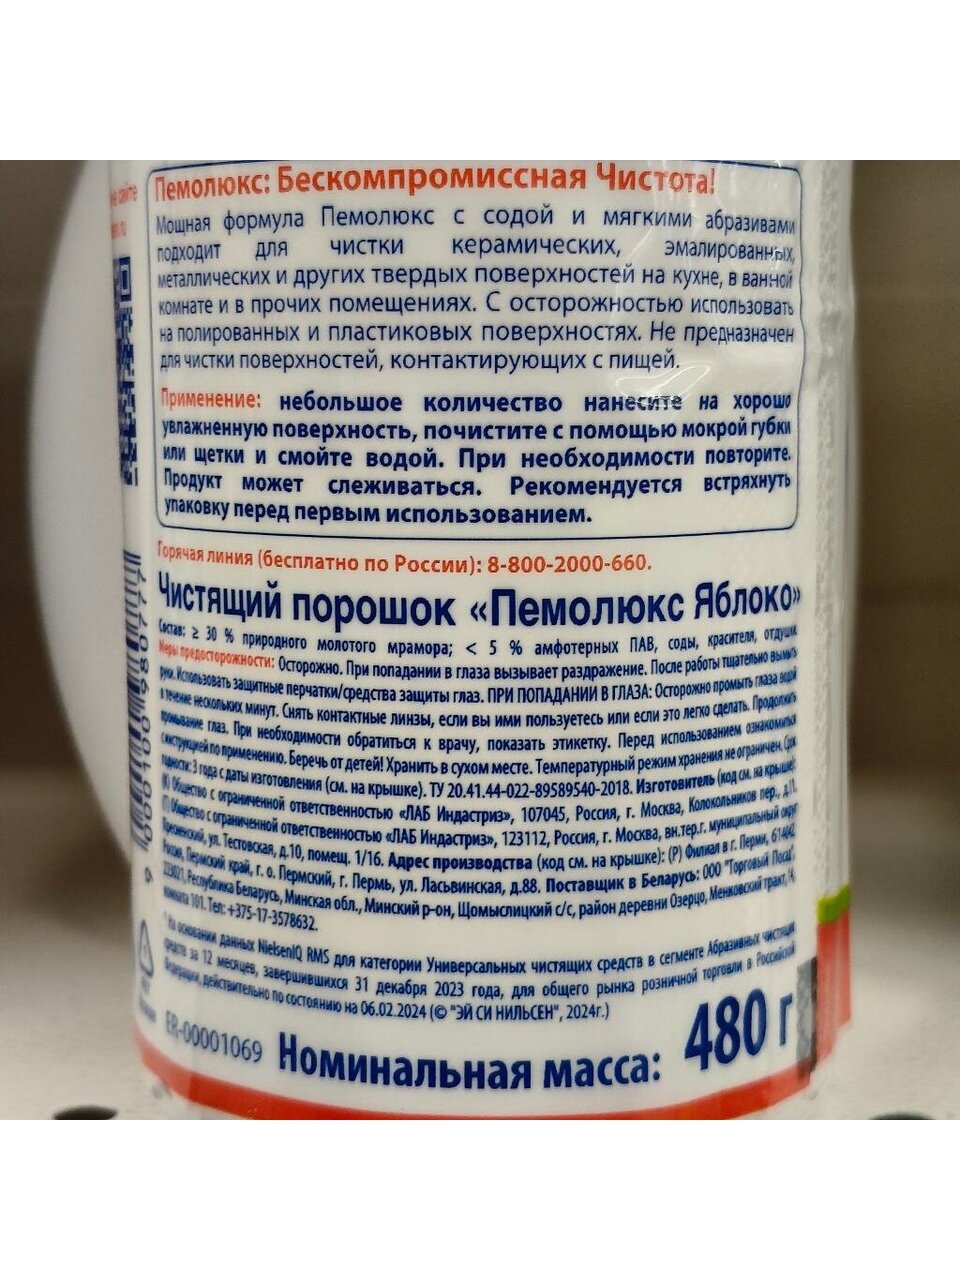 Пемолюкс: Бескомпромиссная Чистота!
Мощная формула Пемолюкс с содой и мягкими абразивами
подходит для чистки керамических, эмалированных,
металлических и других твердых поверхностей на кухне, в ванной
комнате и в прочих помещениях. С осторожностью использовать
на полированных и пластиковых поверхностях. Не предназначен
для чистки поверхностей, контактирующих с пищей.
Применение: небольшое количество нанесите на хорошо
увлажненную поверхность, почистите с помощью мокрой губки
или щетки и смойте водой. При необходимости повторите.
Продукт может слеживаться. Рекомендуется встряхнуть
упаковку перед первым использованием.
Горячая линия (бесплатно по России): 8-800-2000-660.
Чистящий порошок «Пемолюкс Яблоко»
Состав: ≥ 30 % природного молотого мрамора; < 5 % амфотерных ПАВ, соды, красителя, отдушки.
Меры предосторожности: Осторожно. При попадании в глаза вызывает раздражение. После работы тщательно вымыть
руки. Использовать защитные перчатки/средства защиты глаз. ПРИ ПОПАДАНИИ В ГЛАЗА: Осторожно промыть глаза водой
в течение нескольких минут. Снять контактные линзы, если вы ими пользуетесь или если это легко сделать. Продолжить
промывание глаз. При необходимости обратиться к врачу, показать этикетку. Перед использованием ознакомиться
с инструкцией по применению. Беречь от детей! Хранить в сухом месте. Температурный режим хранения не ограничен. Срок
годности: 3 года с даты изготовления (см. на крышке). ТУ 20.41.44-022-89589540-2018. Изготовитель (код см. на крышке):
(К) Общество с ограниченной ответственностью «ЛАБ Индастриз», 107045, Россия, г. Москва, Колокольников пер., д.11.
(Т) Общество с ограниченной ответственностью «ЛАБ Индастриз», 123112, Россия, г. Москва, вн.тер.г. муниципальный округ
Пресненский, ул. Тестовская, д.10, помещ. 1/16. Адрес производства (код см. на крышке): (Р) Филиал в г. Перми, 614042,
Россия, Пермский край, г. о. Пермский, г. Пермь, ул. Ласьвинская, д.88. Поставщик в Беларусь: ООО "Торговый Посад",
223021, Республика Беларусь, Минская обл., Минский р-он, Щомыслицкий с/с, район деревни Озерцо, Менковский тракт, 14,
комната 101. Тел: +375-17-3578632.
* На основании данных NielsenIQ RMS для категории Универсальных чистящих средств в сегменте Абразивных чистящих
средств за 12 месяцев, завершившихся 31 декабря 2023 года, для общего рынка розничной торговли в Российской
Федерации, действительно по состоянию на 06.02.2024 (© "ЭЙ СИ НИЛЬСЕН", 2024г.)
ER-00001069
Номинальная масса: 480 г
9 000100 980777